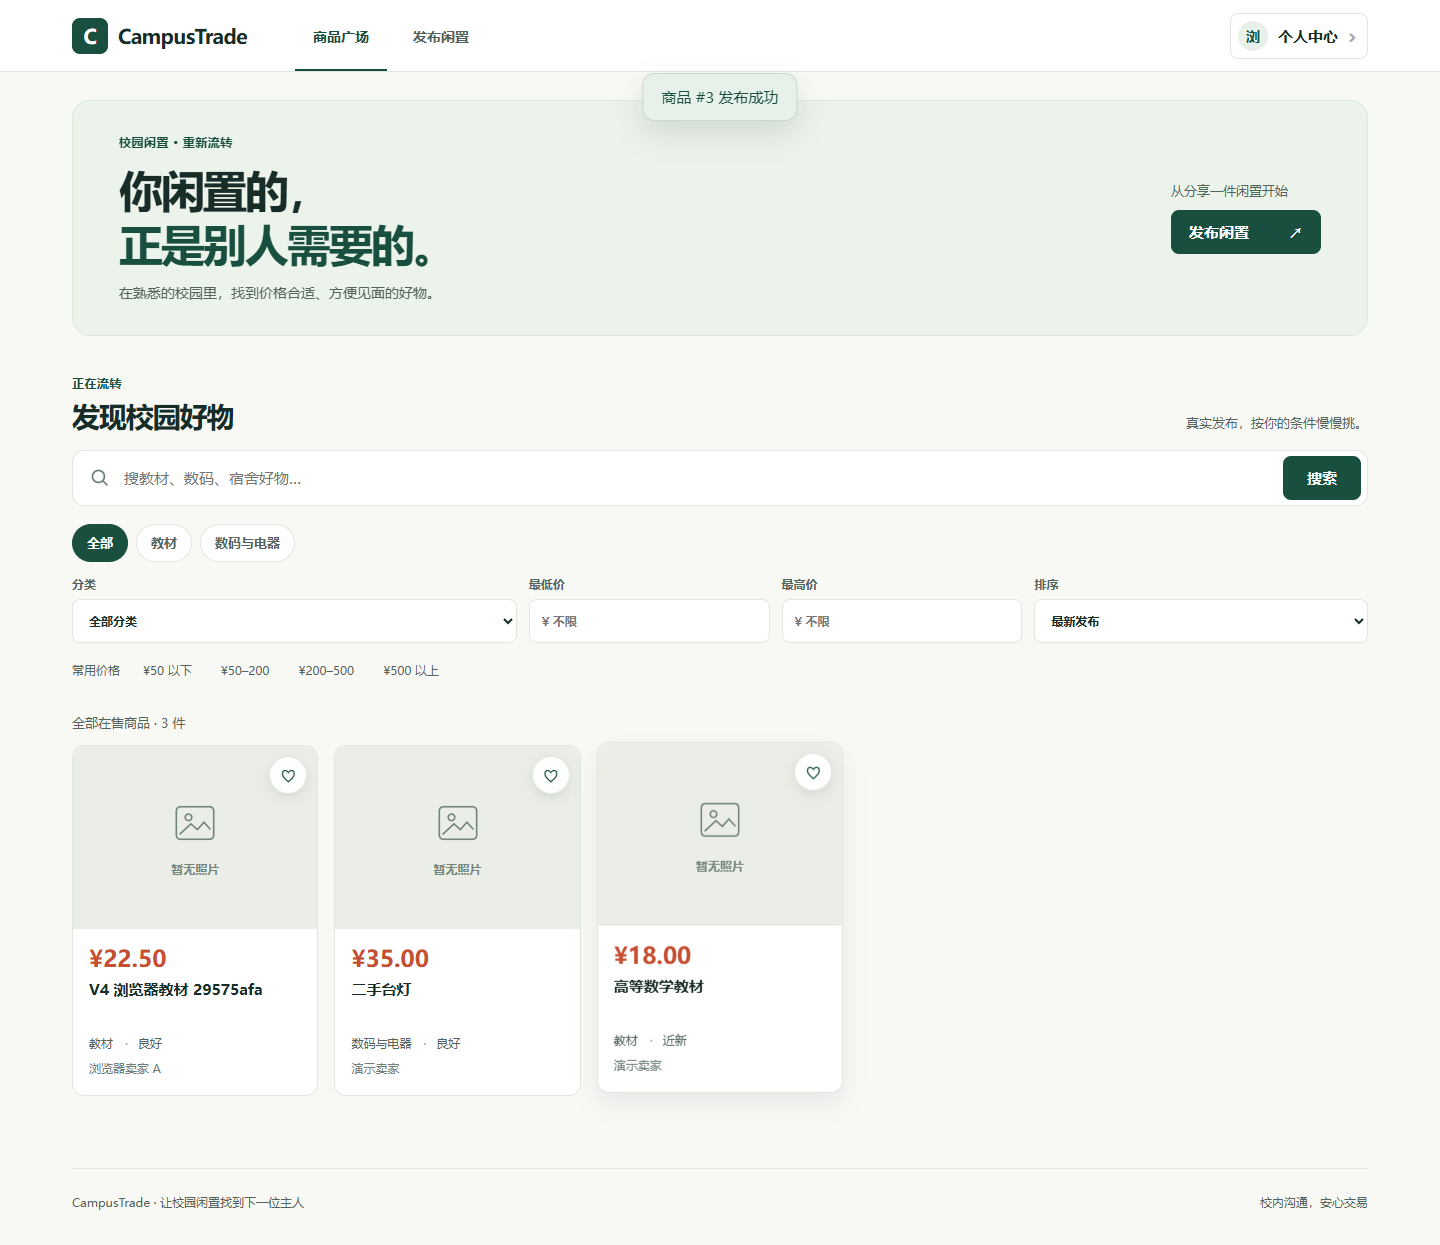 C CampusTrade 商品广场 发布闲置 浏 个人中心 ›
商品 #3 发布成功
校园闲置 • 重新流转
你闲置的，
正是别人需要的。
在熟悉的校园里，找到价格合适、方便见面的好物。
从分享一件闲置开始
发布闲置 ↗
正在流转
发现校园好物
真实发布，按你的条件慢慢挑。
搜教材、数码、宿舍好物... 搜索
全部 教材 数码与电器
分类 最低价 最高价 排序
全部分类 ¥ 不限 ¥ 不限 最新发布
常用价格 ¥50 以下 ¥50–200 ¥200–500 ¥500 以上
全部在售商品 · 3 件
暂无照片
¥22.50
V4 浏览器教材 29575afa
教材 · 良好
浏览器卖家 A
暂无照片
¥35.00
二手台灯
数码与电器 · 良好
演示卖家
暂无照片
¥18.00
高等数学教材
教材 · 近新
演示卖家
CampusTrade · 让校园闲置找到下一位主人
校内沟通，安心交易